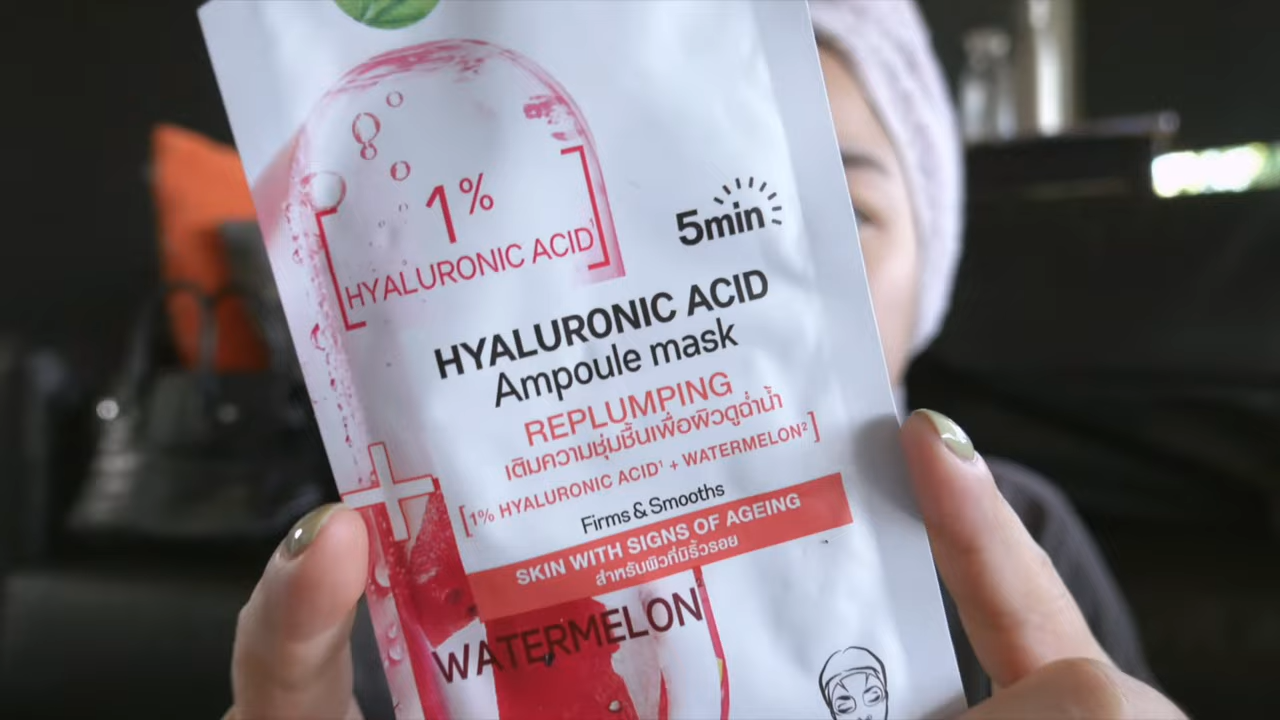 1%
HYALURONIC ACID¹
5min
HYALURONIC ACID
Ampoule mask
REPLUMPING
เติมความชุ่มชื้นเพื่อผิวดูฉ่ำน้ำ
[1% HYALURONIC ACID¹ + WATERMELON²]
Firms & Smooths
SKIN WITH SIGNS OF AGEING
สำหรับผิวที่มีริ้วรอย
WATERMELON²